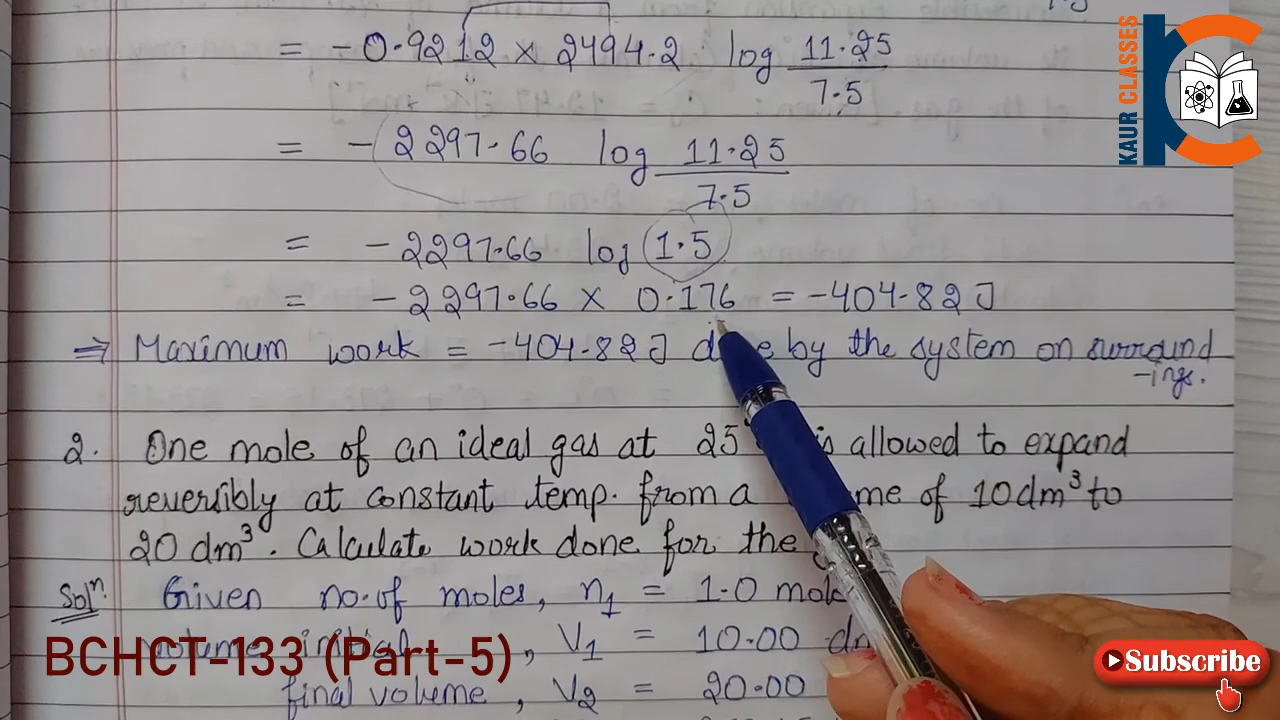 = -0.9212 × 2494.2 log 11.25
7.5
= -2297.66 log 11.25
7.5
= -2297.66 log 1.5
= -2297.66 × 0.176 = -404.82 J
⇒ Maximum work = -404.82 J by the system on surround
-ings.
2. One mole of an ideal gas at 25 is allowed to expand
reversibly at constant temp. from a of 10 dm³ to
20 dm³. Calculate work done for the
Solⁿ. Given no. of moles, n₁ = 1.0 mole
volume initial, V₁ = 10.00
final volume, V₂ = 20.00
BCHCT-133 (Part-5)
KAUR CLASSES
Subscribe